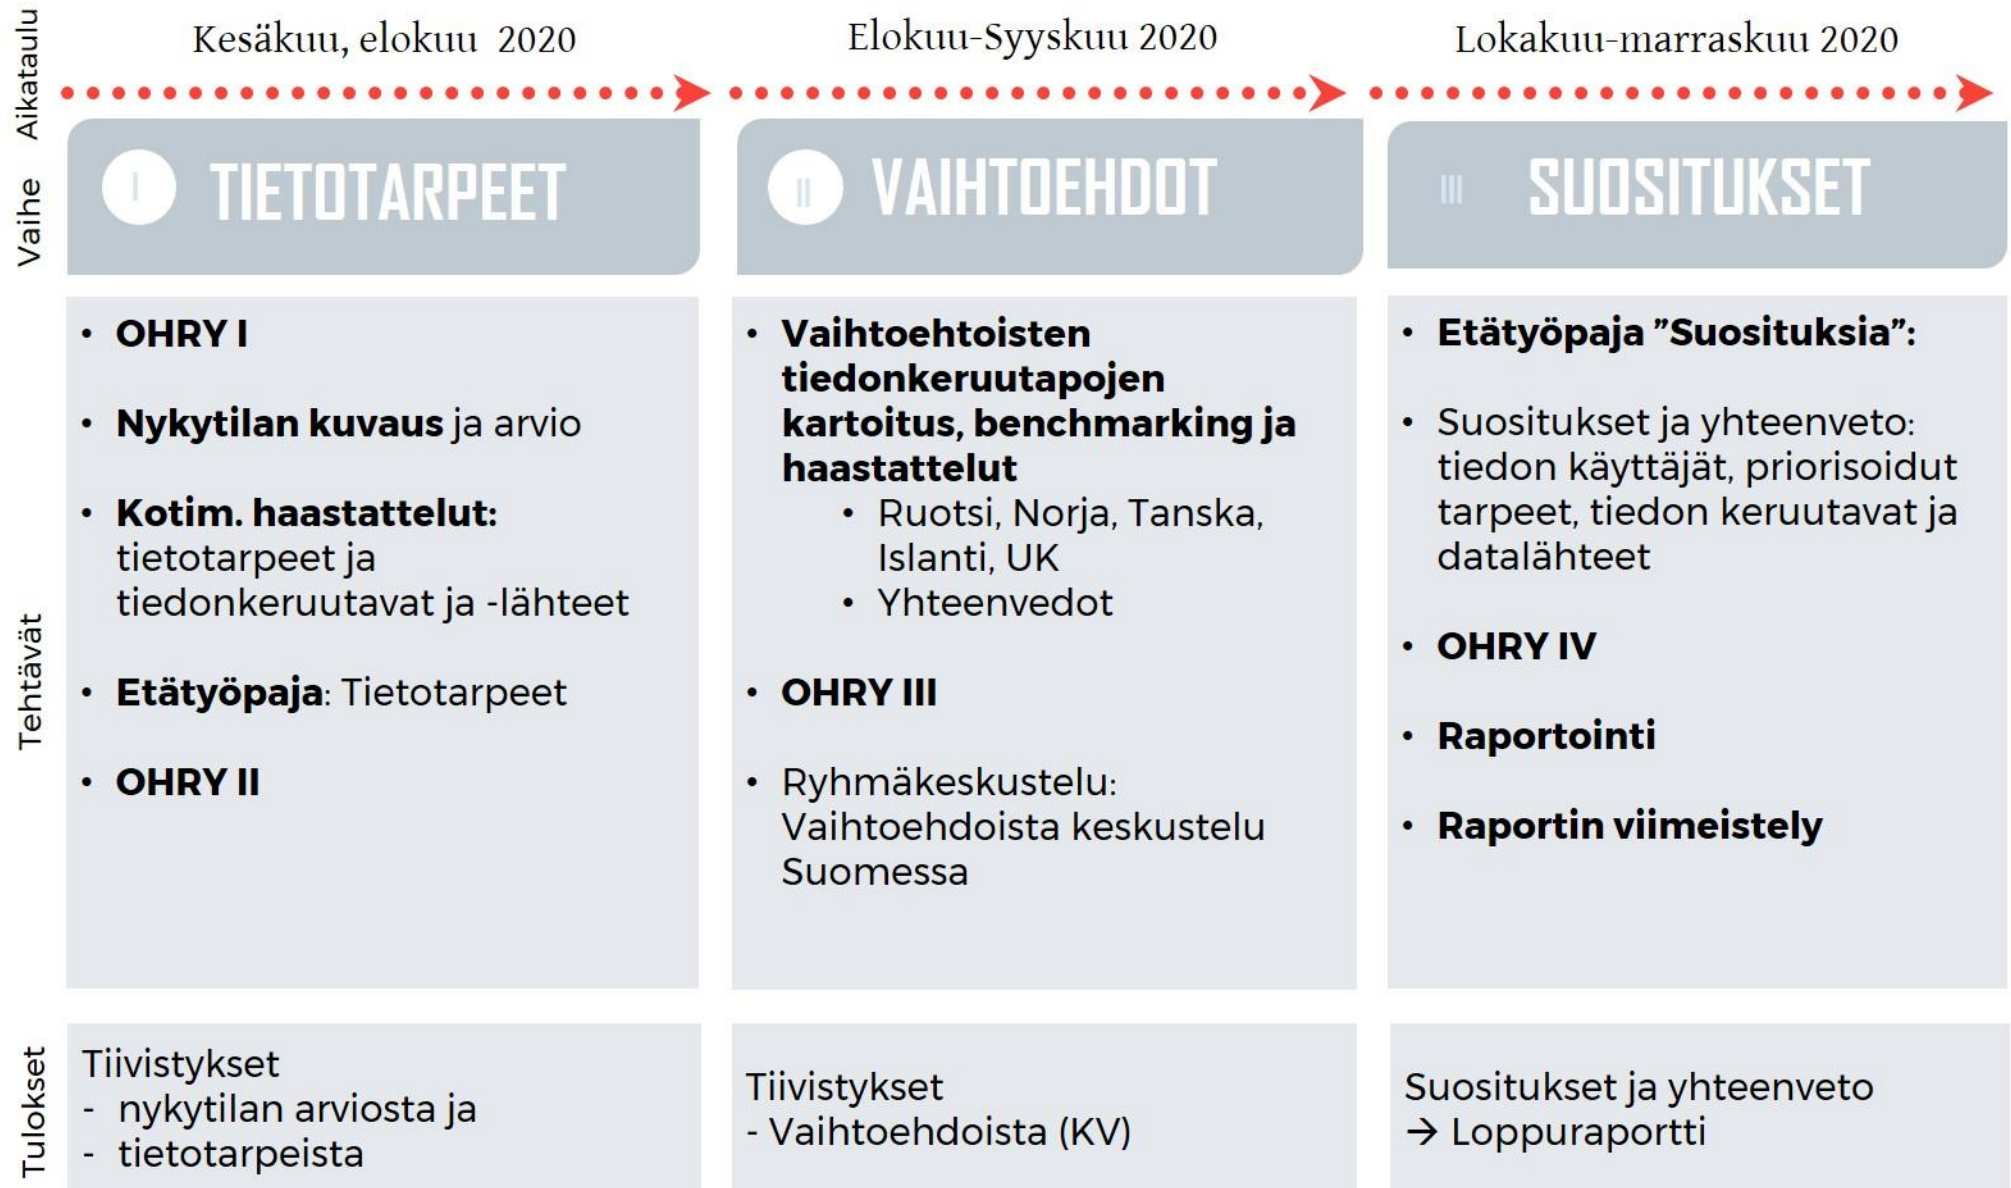 Aikataulu
Kesäkuu, elokuu 2020
Elokuu-Syyskuu 2020
Lokakuu-marraskuu 2020
Vaihe
I TIETOTARPEET
II VAIHTOEHDOT
III SUOSITUKSET
Tehtävät
• OHRY I
• Nykytilan kuvaus ja arvio
• Kotim. haastattelut:
tietotarpeet ja
tiedonkeruutavat ja -lähteet
• Etätyöpaja: Tietotarpeet
• OHRY II
• Vaihtoehtoisten
tiedonkeruutapojen
kartoitus, benchmarking ja
haastattelut
• Ruotsi, Norja, Tanska,
Islanti, UK
• Yhteenvedot
• OHRY III
• Ryhmäkeskustelu:
Vaihtoehdoista keskustelu
Suomessa
• Etätyöpaja ”Suosituksia”:
• Suositukset ja yhteenveto:
tiedon käyttäjät, priorisoidut
tarpeet, tiedon keruutavat ja
datalähteet
• OHRY IV
• Raportointi
• Raportin viimeistely
Tulokset
Tiivistykset
- nykytilan arviosta ja
- tietotarpeista
Tiivistykset
- Vaihtoehdoista (KV)
Suositukset ja yhteenveto
→ Loppuraportti